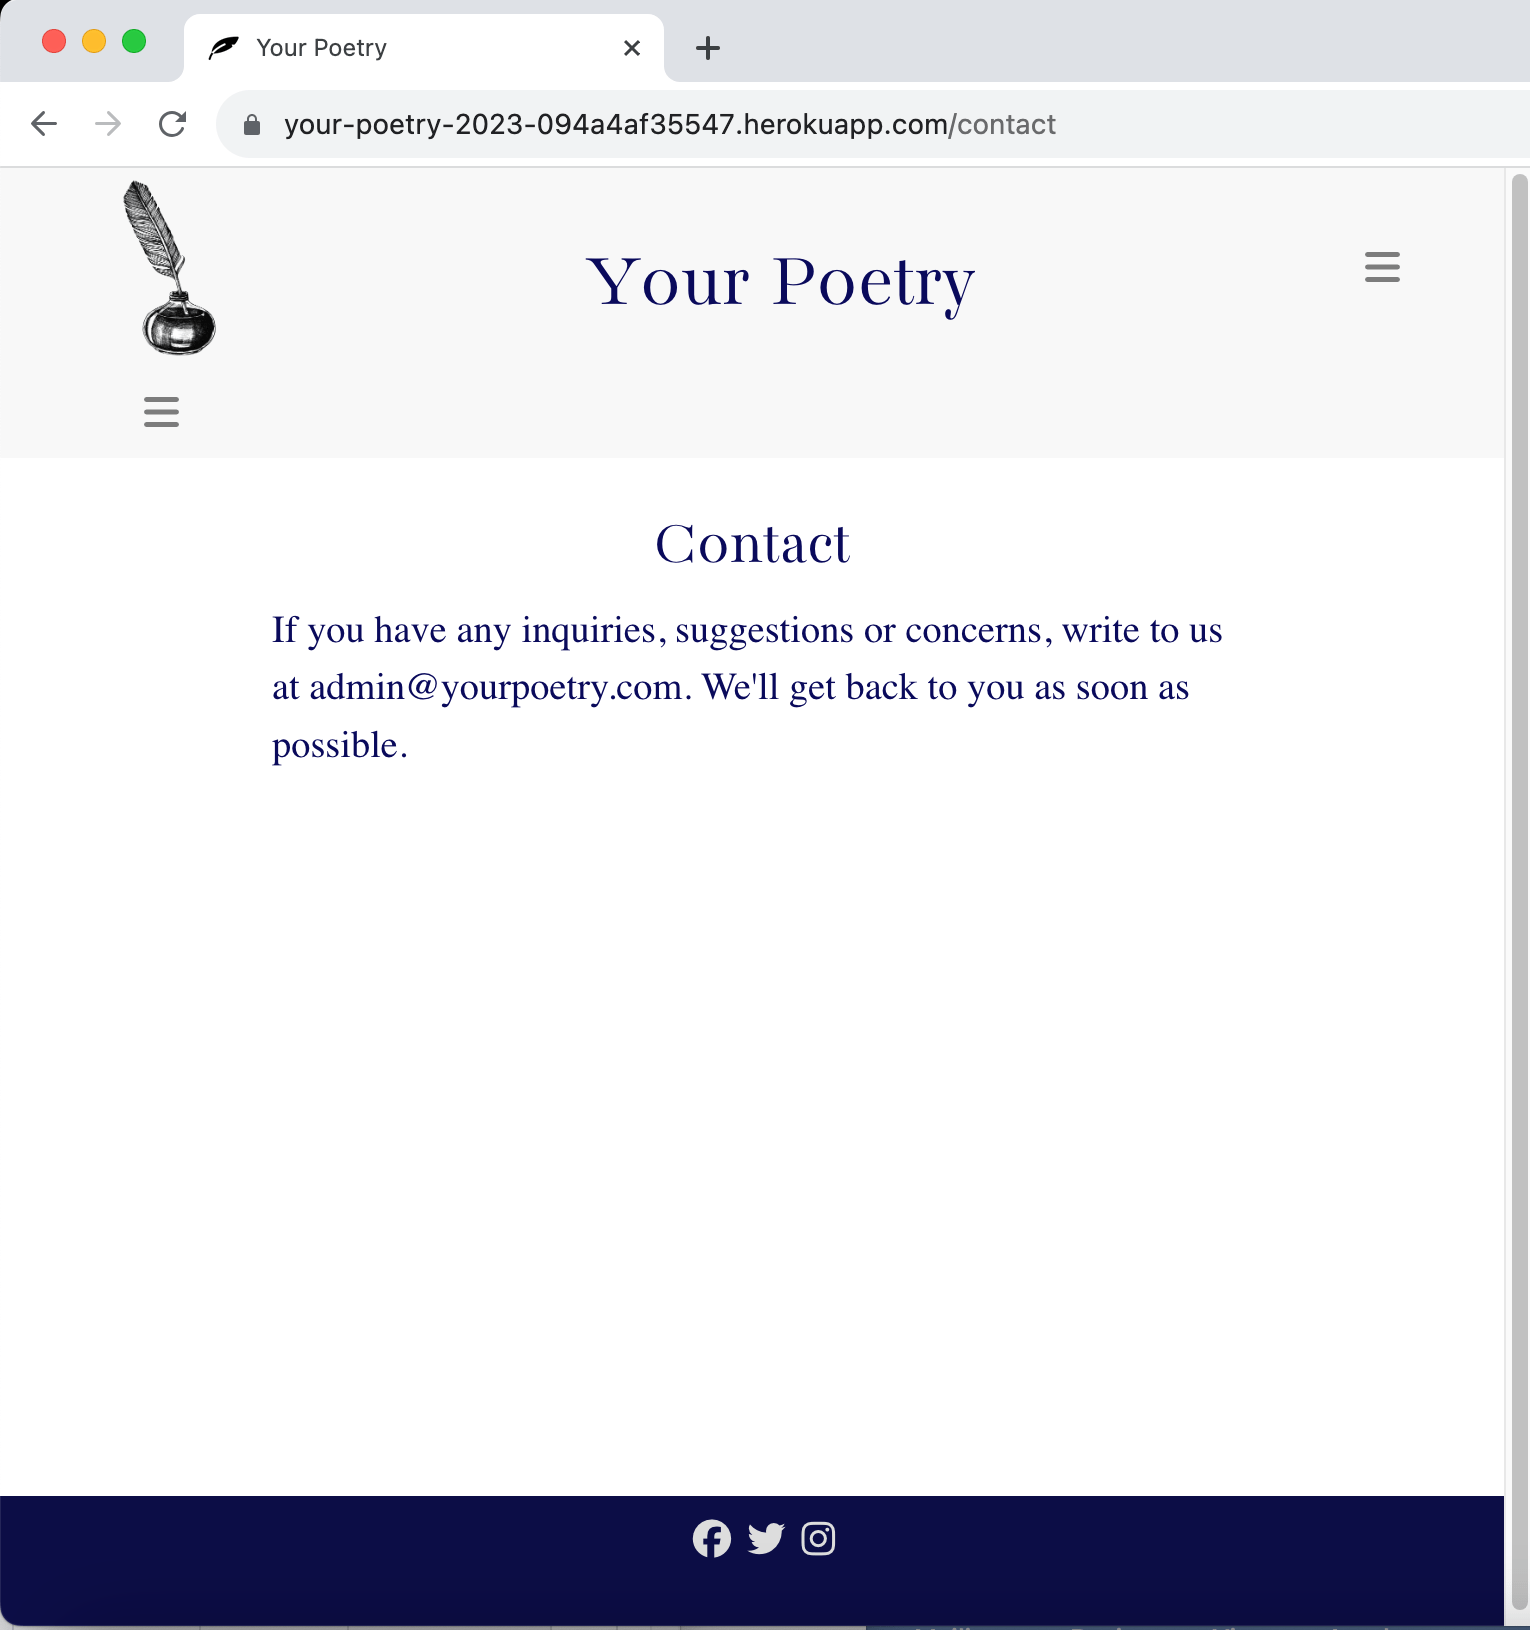 Your Poetry
your-poetry-2023-094a4af35547.herokuapp.com/contact
Your Poetry
Contact
If you have any inquiries, suggestions or concerns, write to us
at admin@yourpoetry.com. We'll get back to you as soon as
possible.